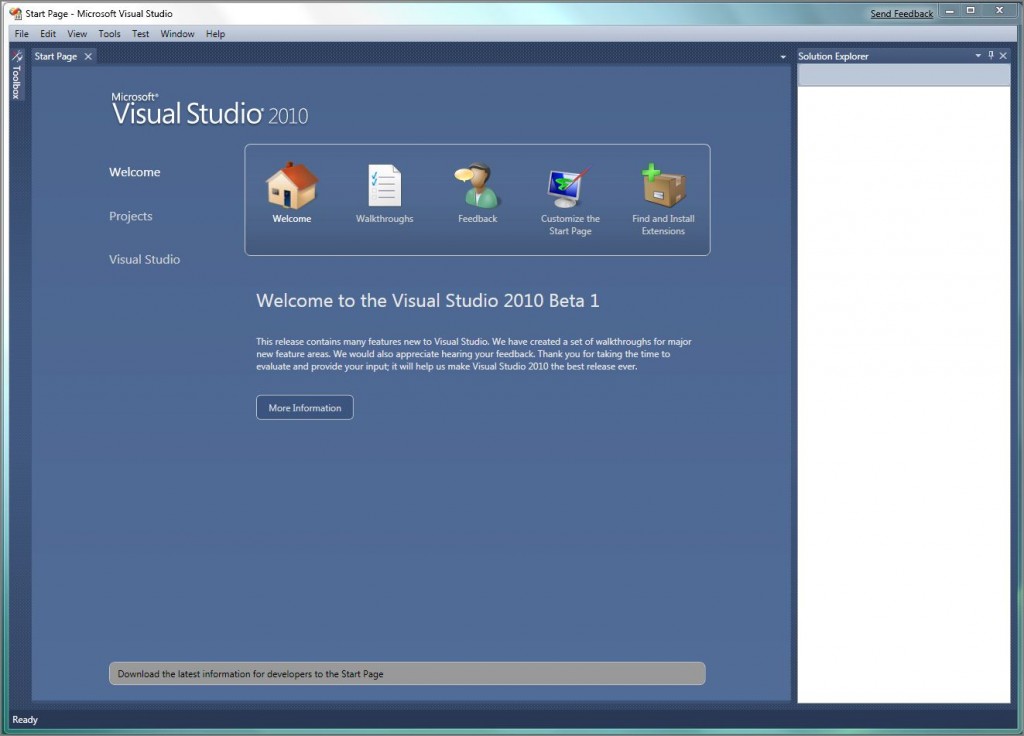 Start Page - Microsoft Visual Studio
Send Feedback
File Edit View Tools Test Window Help
Toolbox
Start Page
Solution Explorer
Microsoft®
Visual Studio® 2010
Welcome
Projects
Visual Studio
Welcome
Walkthroughs
Feedback
Customize the
Start Page
Find and Install
Extensions
Welcome to the Visual Studio 2010 Beta 1
This release contains many features new to Visual Studio. We have created a set of walkthroughs for major
new feature areas. We would also appreciate hearing your feedback. Thank you for taking the time to
evaluate and provide your input; it will help us make Visual Studio 2010 the best release ever.
More Information
Download the latest information for developers to the Start Page
Ready